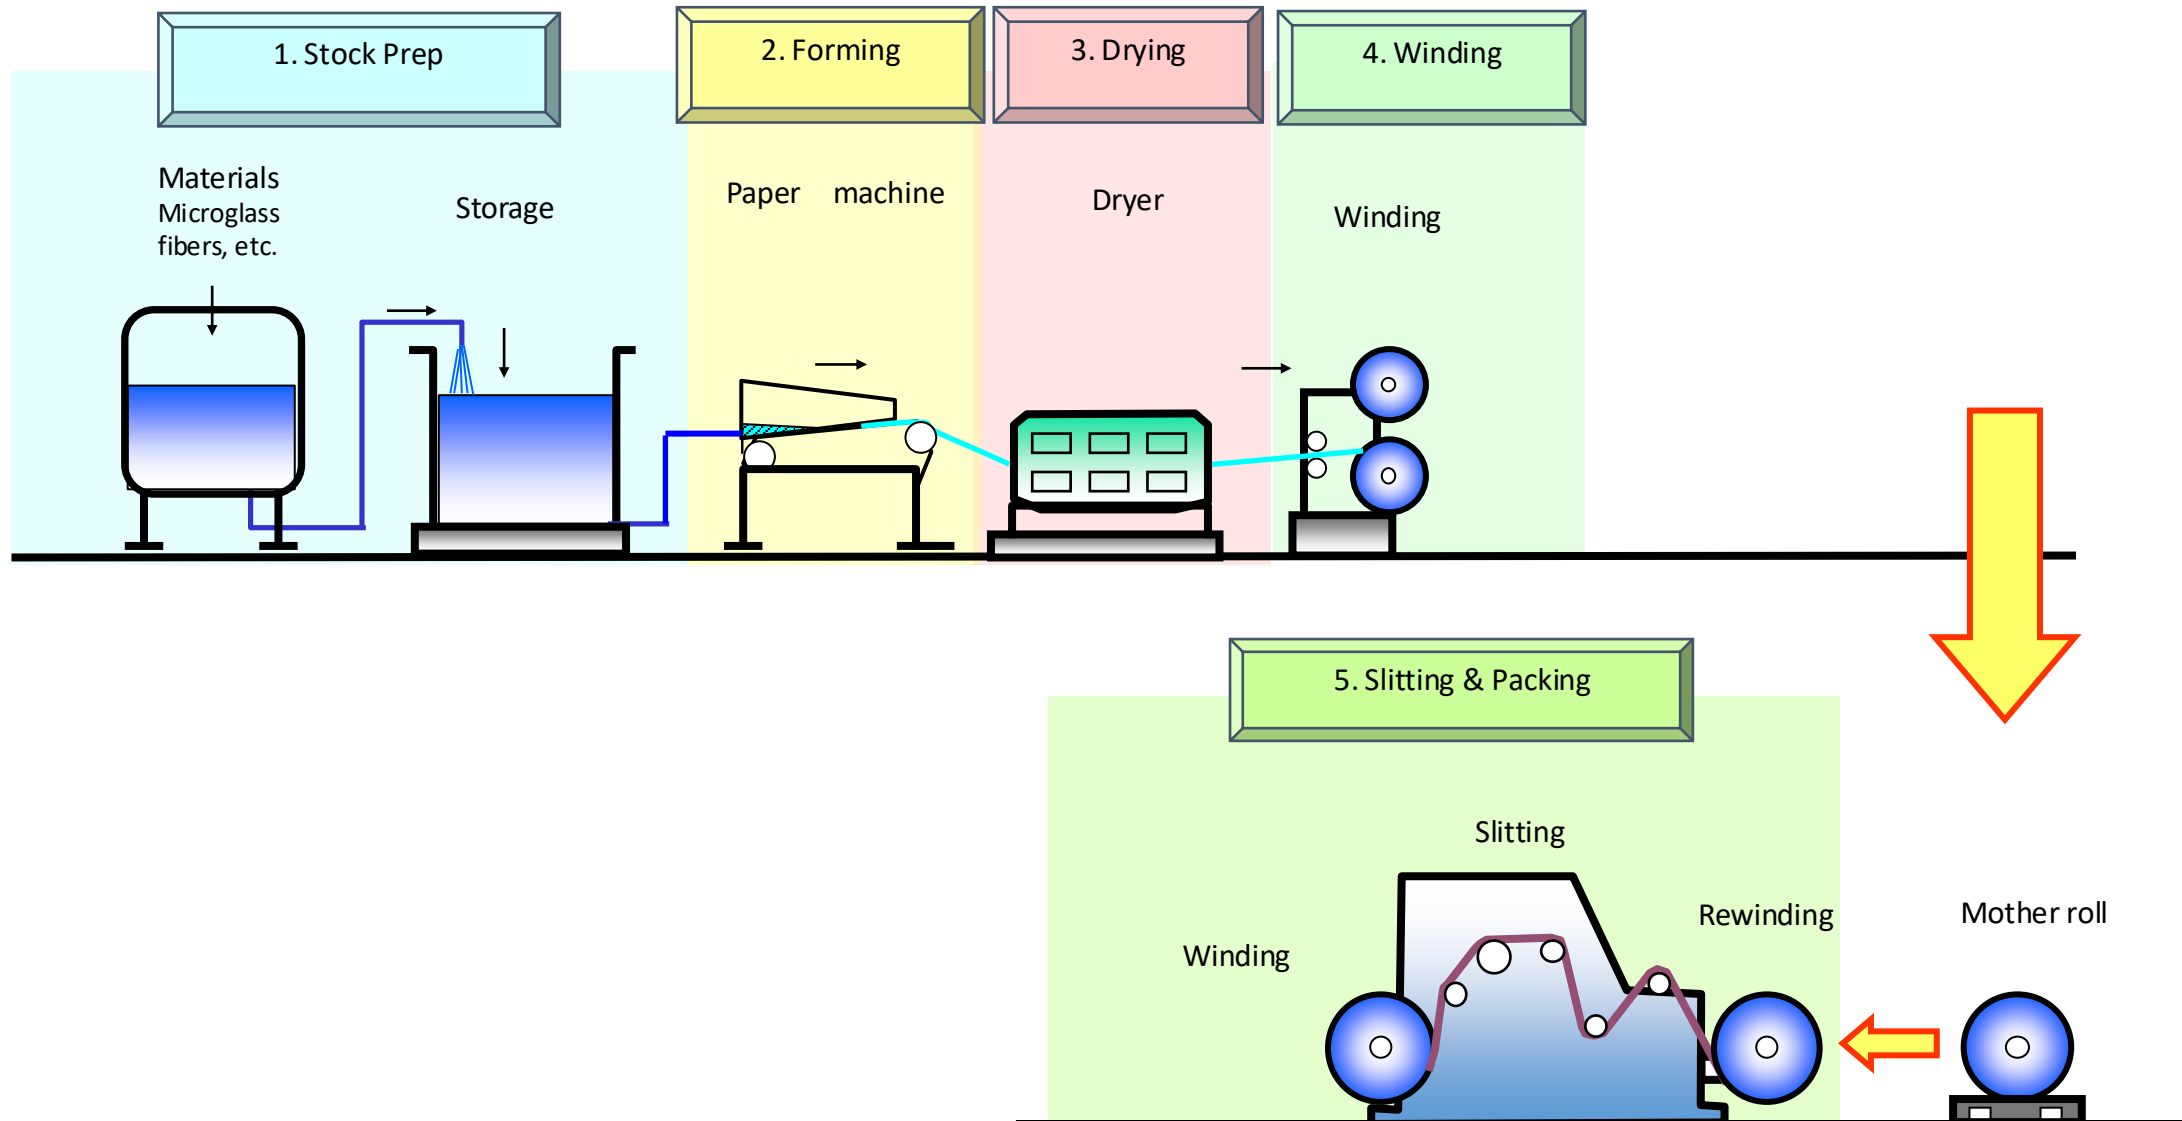 1. Stock Prep
2. Forming
3. Drying
4. Winding
Materials
Microglass
fibers, etc.
Storage
Paper machine
Dryer
Winding
5. Slitting & Packing
Slitting
Rewinding
Mother roll
Winding